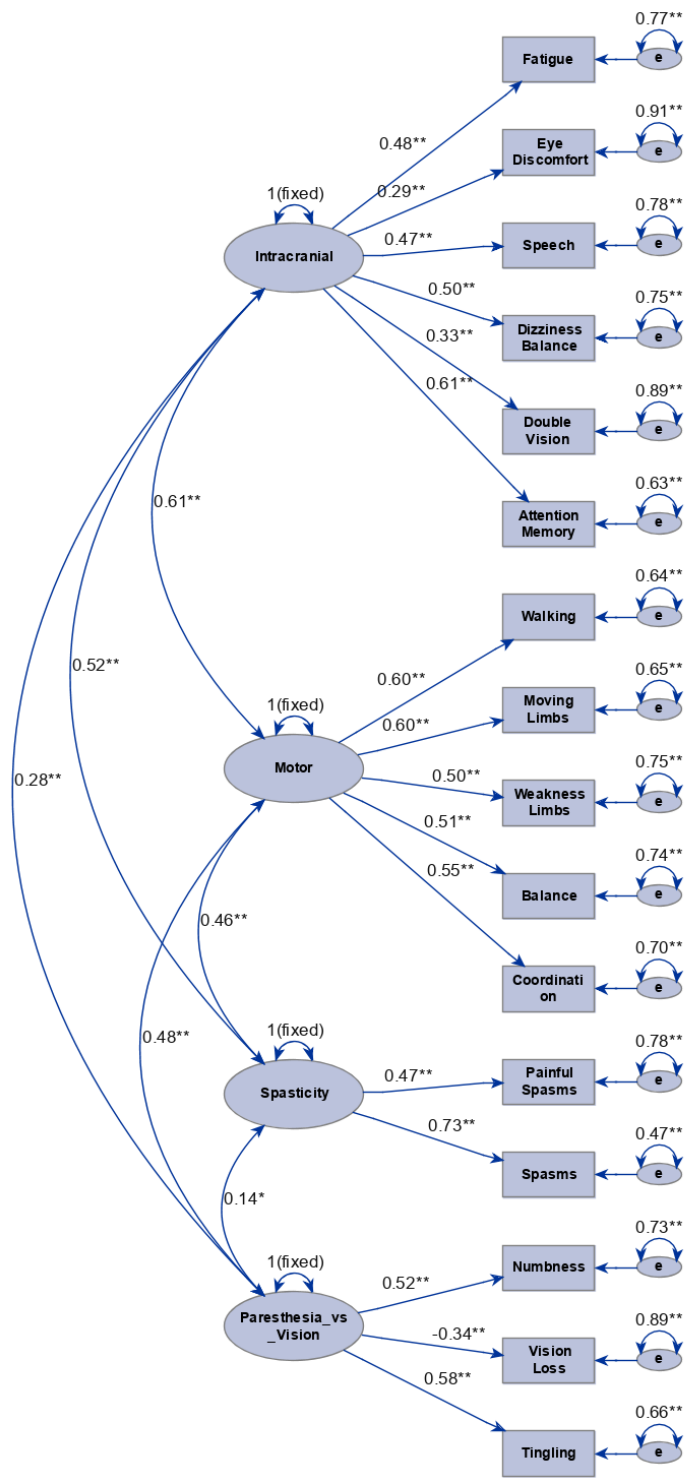 0.77**
Fatigue
e
0.48**
0.91**
Eye
Discomfort
e
0.29**
1(fixed)
Intracranial
0.78**
0.47**
Speech
e
0.50**
0.75**
Dizziness
Balance
e
0.33**
0.89**
Double
Vision
e
0.61**
0.63**
Attention
Memory
e
0.61**
0.52**
0.28**
0.64**
Walking
e
0.60**
1(fixed)
Motor
0.65**
0.60**
Moving
Limbs
e
0.75**
0.50**
Weakness
Limbs
e
0.51**
0.74**
Balance
e
0.55**
0.70**
Coordinati
on
e
0.46**
0.48**
1(fixed)
Spasticity
0.78**
0.47**
Painful
Spasms
e
0.73**
0.47**
Spasms
e
0.14*
1(fixed)
Paresthesia_vs
_Vision
0.73**
0.52**
Numbness
e
-0.34**
0.89**
Vision
Loss
e
0.58**
0.66**
Tingling
e